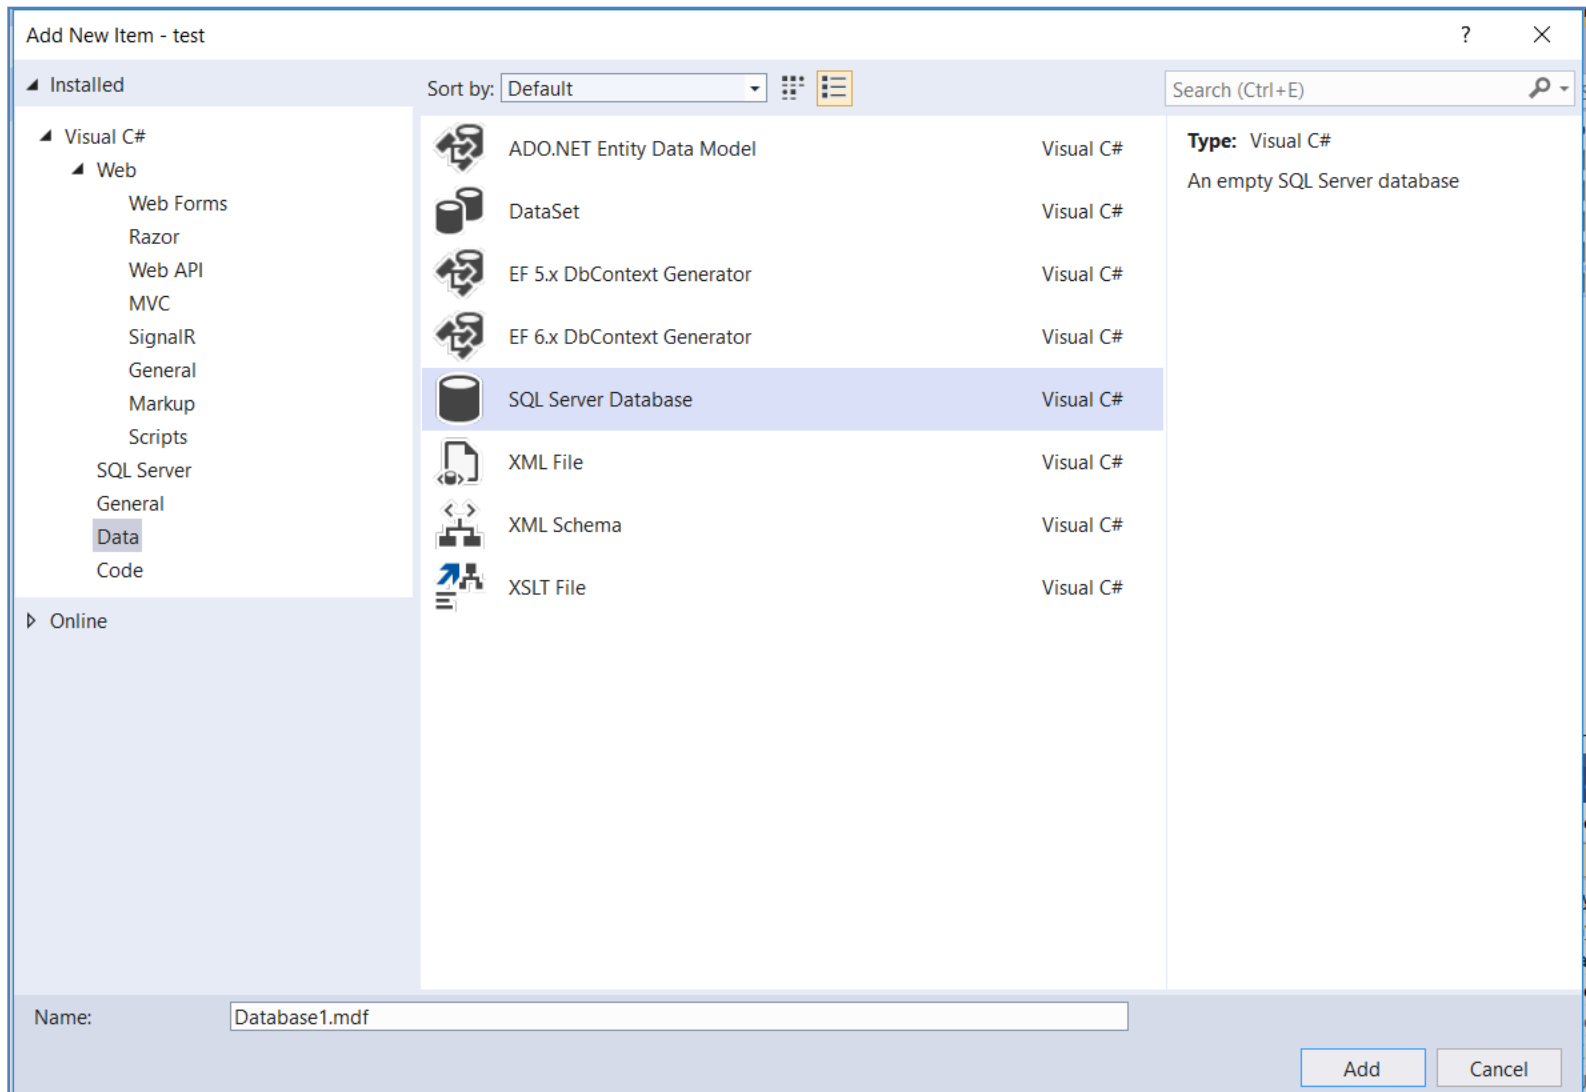 Add New Item - test
?
Installed
Sort by: Default
Search (Ctrl+E)
Visual C#
Web
Web Forms
Razor
Web API
MVC
SignalR
General
Markup
Scripts
SQL Server
General
Data
Code
Online
ADO.NET Entity Data Model Visual C#
DataSet Visual C#
EF 5.x DbContext Generator Visual C#
EF 6.x DbContext Generator Visual C#
SQL Server Database Visual C#
XML File Visual C#
XML Schema Visual C#
XSLT File Visual C#
Type: Visual C#
An empty SQL Server database
Name: Database1.mdf
Add Cancel